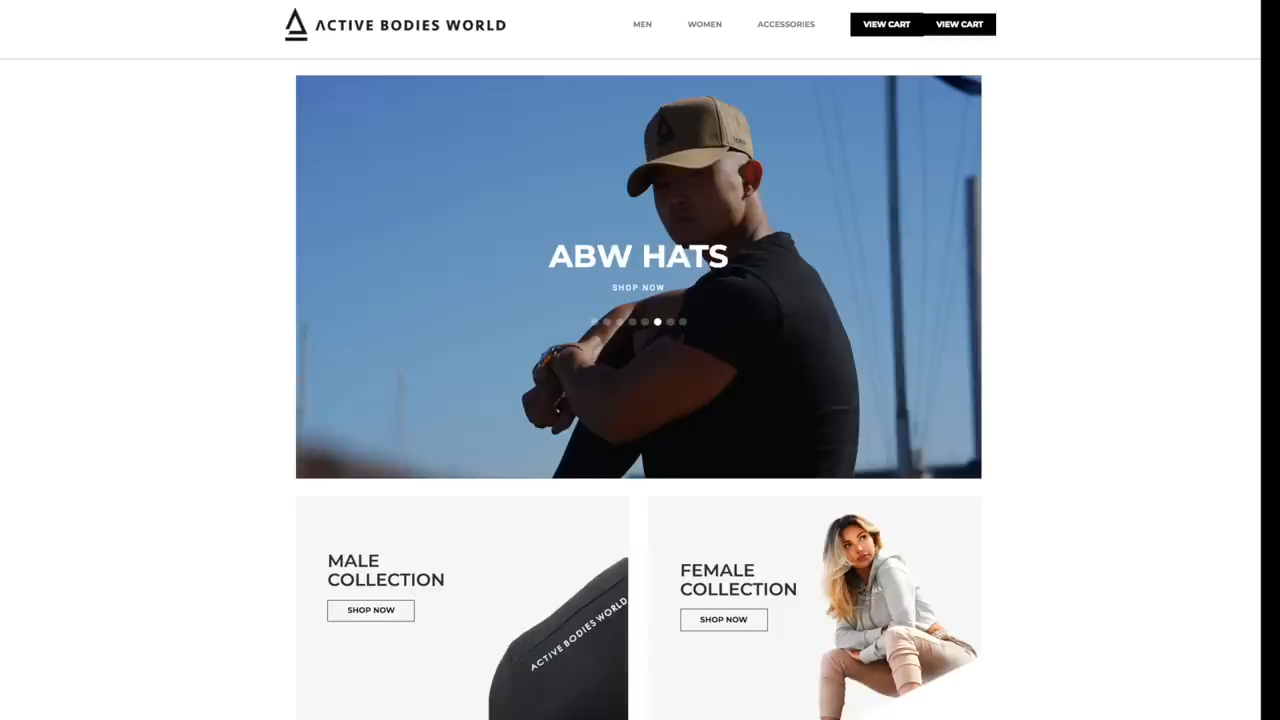 ACTIVE BODIES WORLD
MEN
WOMEN
ACCESSORIES
VIEW CART
VIEW CART
ABW HATS
SHOP NOW
MALE
COLLECTION
SHOP NOW
ACTIVE BODIES WORLD
FEMALE
COLLECTION
SHOP NOW